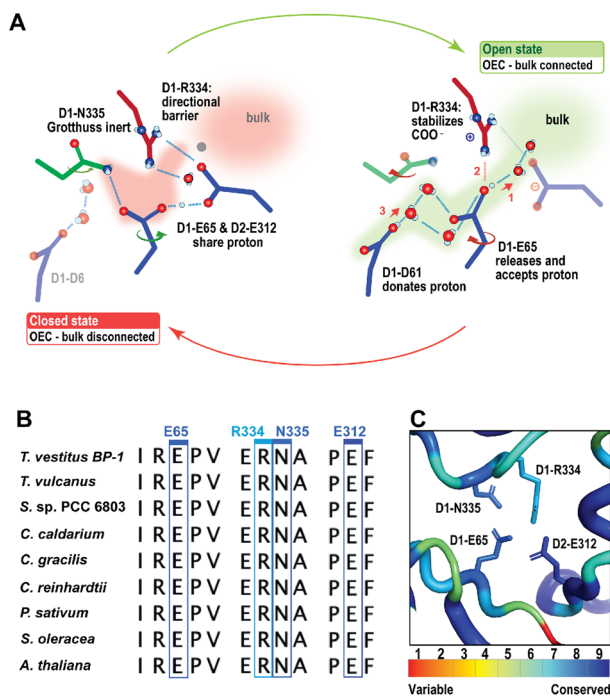 A
D1-N335
Grotthuss inert
D1-R334:
directional
barrier
bulk
D1-E65 & D2-E312
share proton
D1-D6
Closed state
OEC - bulk disconnected
Open state
OEC - bulk connected
D1-R334:
stabilizes
COO⁻
bulk
+
2
1
3
−
D1-D61
donates proton
D1-E65
releases and
accepts proton
B
E65 R334 N335 E312
T. vestitus BP-1 I R E P V E R N A P E F
T. vulcanus I R E P V E R N A P E F
S. sp. PCC 6803 I R E P V E R N A P E F
C. caldarium I R E P V E R N A P E F
C. gracilis I R E P V E R N A P E F
C. reinhardtii I R E P V E R N A P E F
P. sativum I R E P V E R N A P E F
S. oleracea I R E P V E R N A P E F
A. thaliana I R E P V E R N A P E F
C
D1-R334
D1-N335
D1-E65
D2-E312
1 2 3 4 5 6 7 8 9
Variable Conserved